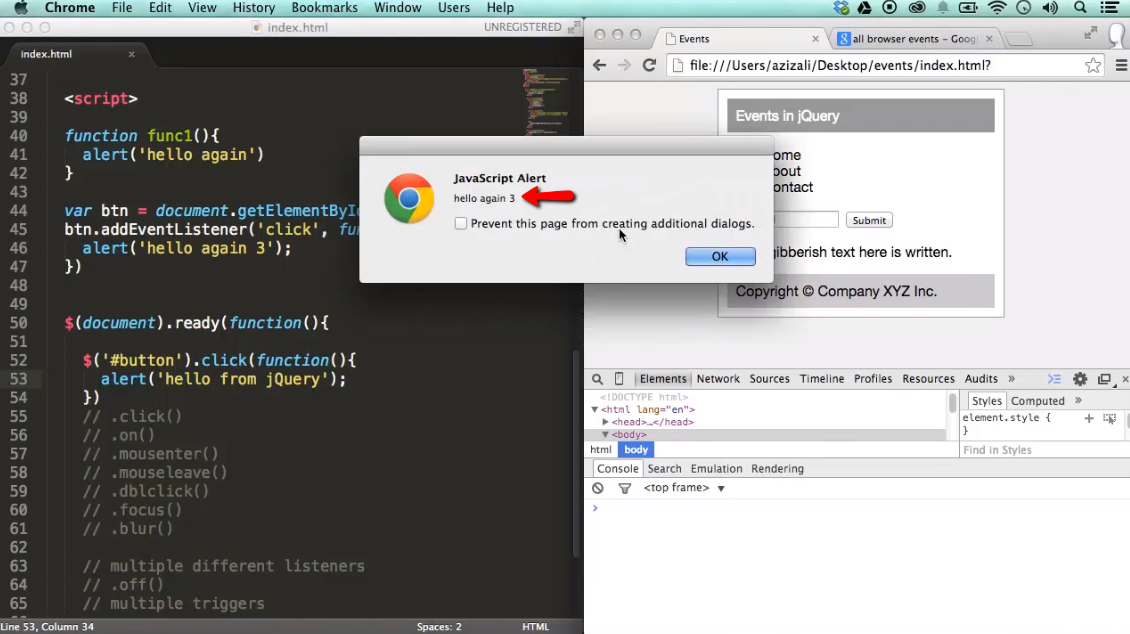 Chrome File Edit View History Bookmarks Window Users Help
index.html UNREGISTERED
index.html
37
38 <script>
39
40 function func1(){
41 alert('hello again')
42 }
43
44 var btn = document.getElementById
45 btn.addEventListener('click', fu
46 alert('hello again 3');
47 })
48
49
50 $(document).ready(function(){
51
52 $('#button').click(function(){
53 alert('hello from jQuery');
54 })
55 // .click()
56 // .on()
57 // .mousenter()
58 // .mouseleave()
59 // .dblclick()
60 // .focus()
61 // .blur()
62
63 // multiple different listeners
64 // .off()
65 // multiple triggers
Line 53, Column 34 Spaces: 2 HTML
JavaScript Alert
hello again 3
Prevent this page from creating additional dialogs.
OK
Events all browser events – Goog
file:///Users/azizali/Desktop/events/index.html?
Events in jQuery
ome
bout
ontact
Submit
gibberish text here is written.
Copyright © Company XYZ Inc.
Elements Network Sources Timeline Profiles Resources Audits »
<!DOCTYPE html>
▼<html lang="en">
▶<head>…</head>
▼<body>
html body
Styles Computed »
element.style {
}
Find in Styles
Console Search Emulation Rendering
<top frame> ▼
>